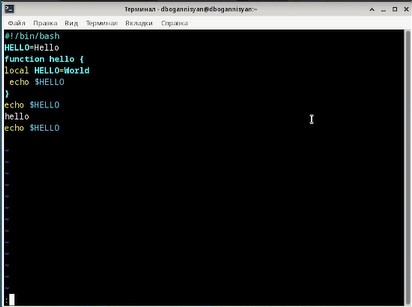 Терминал - dbogannisyan@dbogannisyan:~
Файл Правка Вид Терминал Вкладки Справка
#!/bin/bash
HELLO=Hello
function hello {
local HELLO=World
 echo $HELLO
}
echo $HELLO
hello
echo $HELLO
~
~
~
~
~
~
~
~
~
~
~
~
~
: